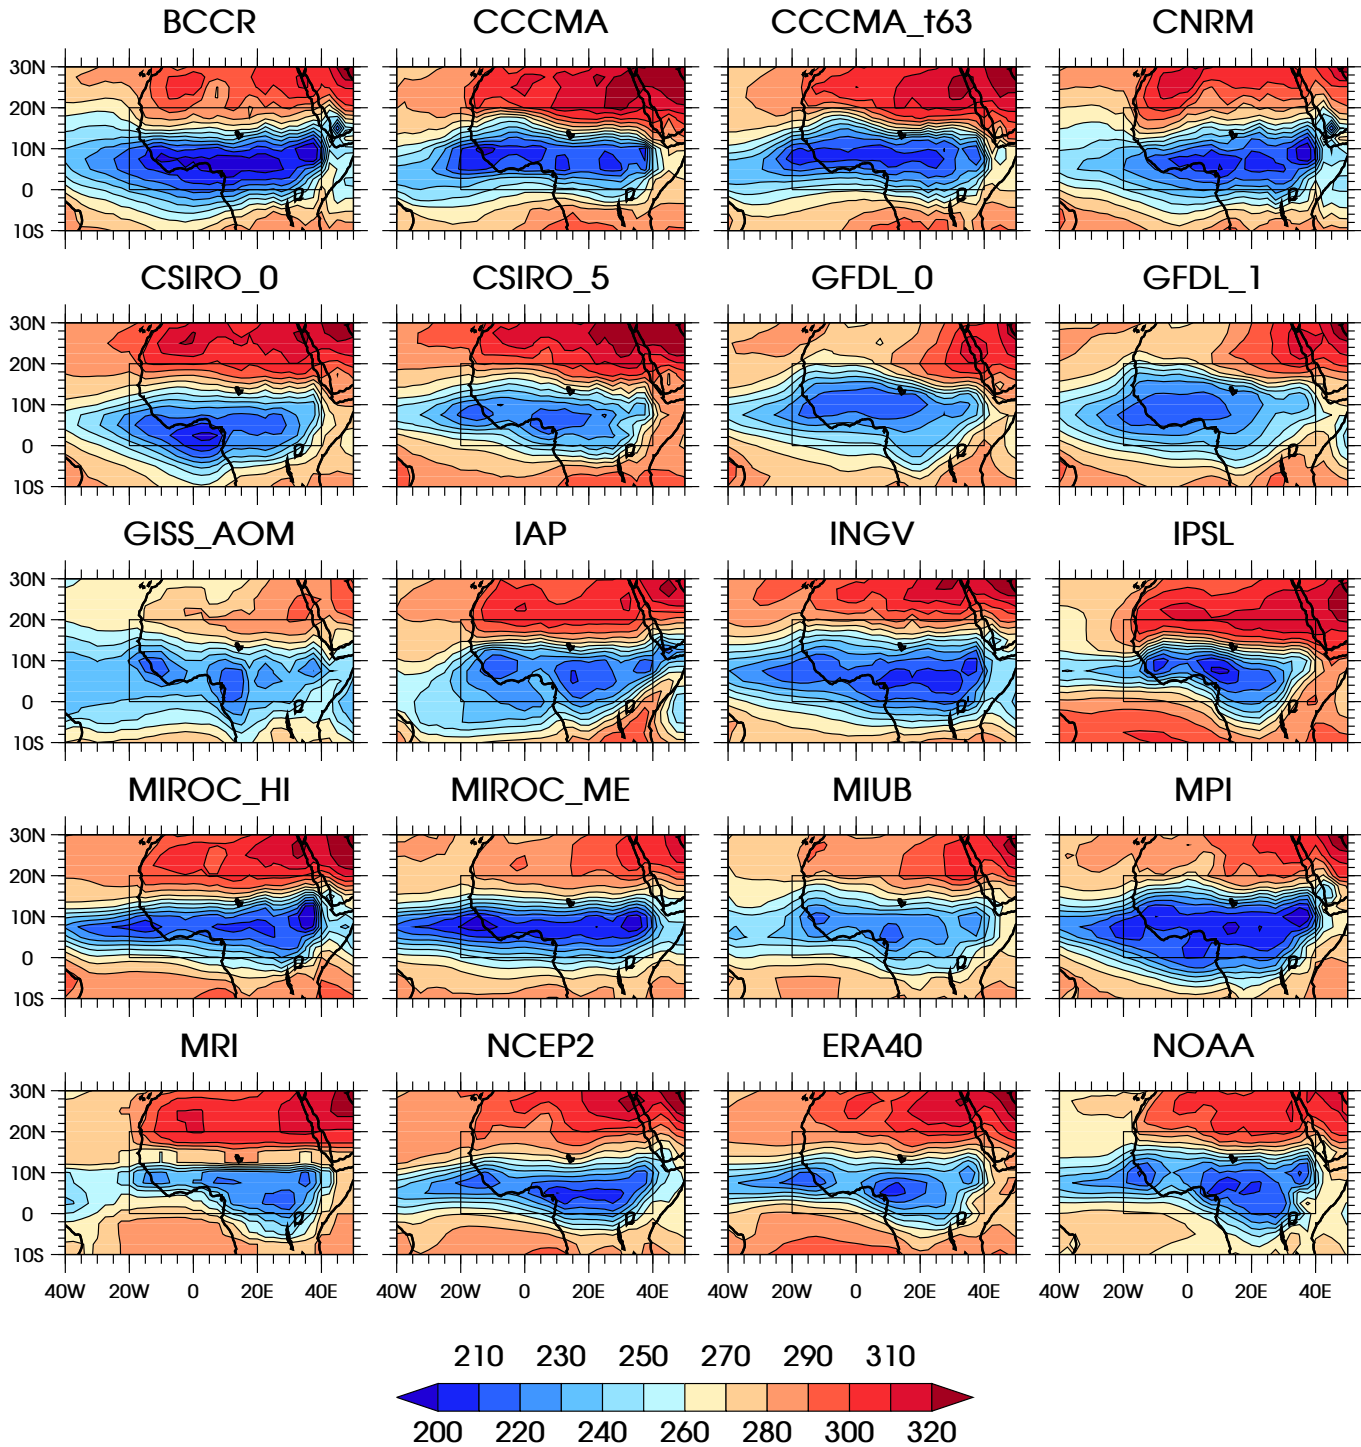 BCCR CCCMA CCCMA_t63 CNRM
30N
20N
10N
0
10S
CSIRO_0 CSIRO_5 GFDL_0 GFDL_1
30N
20N
10N
0
10S
GISS_AOM IAP INGV IPSL
30N
20N
10N
0
10S
MIROC_HI MIROC_ME MIUB MPI
30N
20N
10N
0
10S
MRI NCEP2 ERA40 NOAA
30N
20N
10N
0
10S
40W 20W 0 20E 40E 40W 20W 0 20E 40E 40W 20W 0 20E 40E 40W 20W 0 20E 40E
210 230 250 270 290 310
200 220 240 260 280 300 320